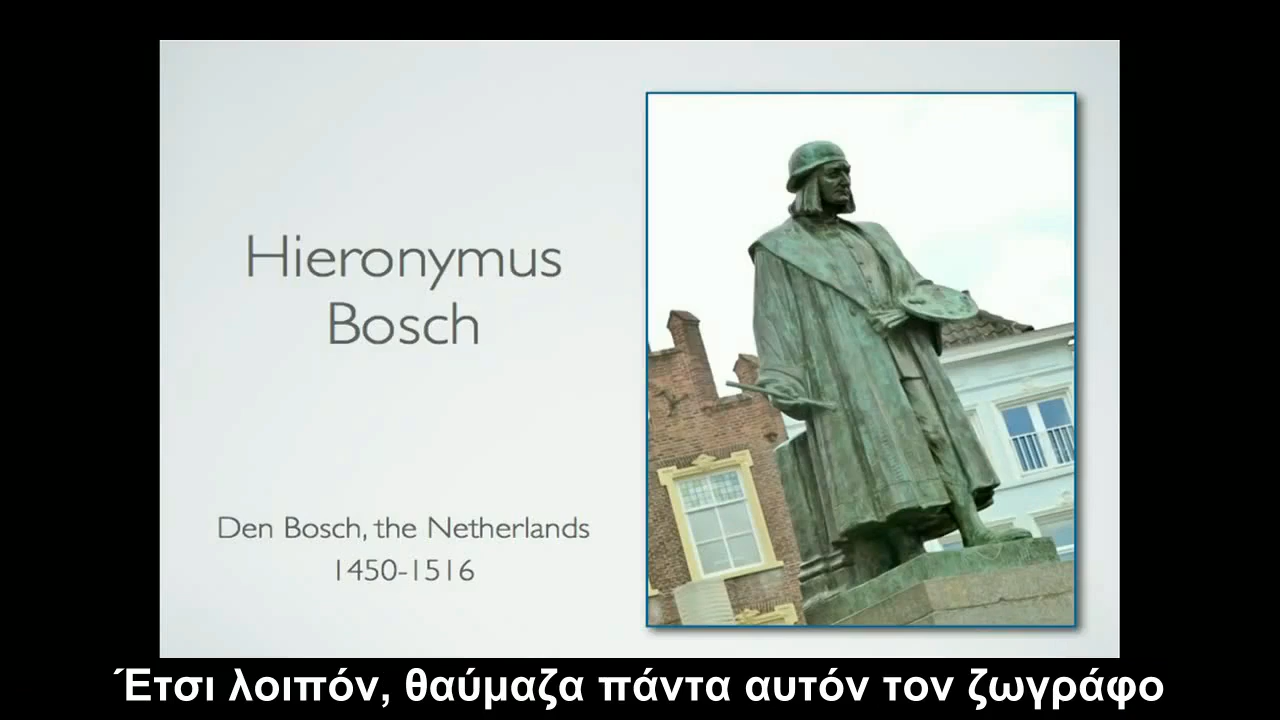 Hieronymus
Bosch
Den Bosch, the Netherlands
1450-1516
Έτσι λοιπόν, θαύμαζα πάντα αυτόν τον ζωγράφο